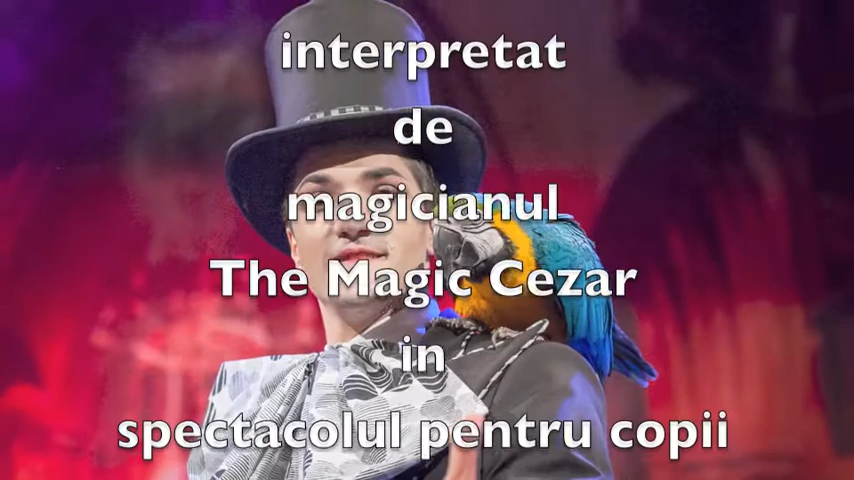 interpretat
de
magicianul
The Magic Cezar
in
spectacolul pentru copii